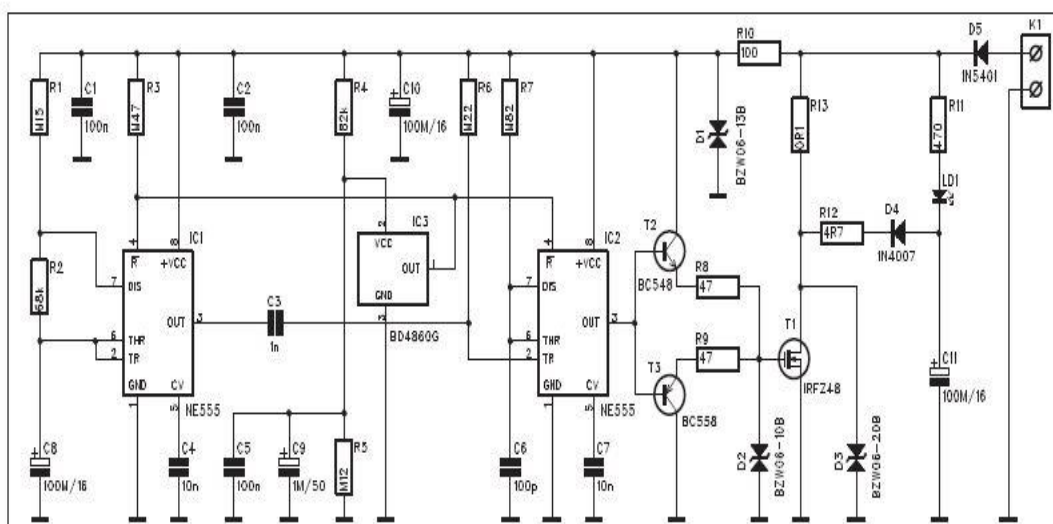 R1
M15
C1
100n
R3
M47
C2
100n
R4
82k
C10
100M/16
R6
M22
R7
M82
R10
100
D1
BZW06-13B
R13
0R1
D5
1N5401
K1
R11
470
LD1
R12
4R7
D4
1N4007
R2
68k
4
8
IC1
R
+VCC
7
DIS
OUT
3
6
THR
2
TR
GND
CV
1
5
NE555
C3
1n
2
IC3
VCC
OUT
1
GND
3
BD4860G
4
8
IC2
R
+VCC
7
DIS
OUT
3
6
THR
2
TR
GND
CV
1
5
NE555
T2
BC548
R8
47
R9
47
T3
BC558
T1
IRFZ48
C11
100M/16
D2
BZW06-10B
D3
BZW06-20B
C8
100M/16
C4
10n
C5
100n
C9
1M/50
R5
M12
C6
100p
C7
10n